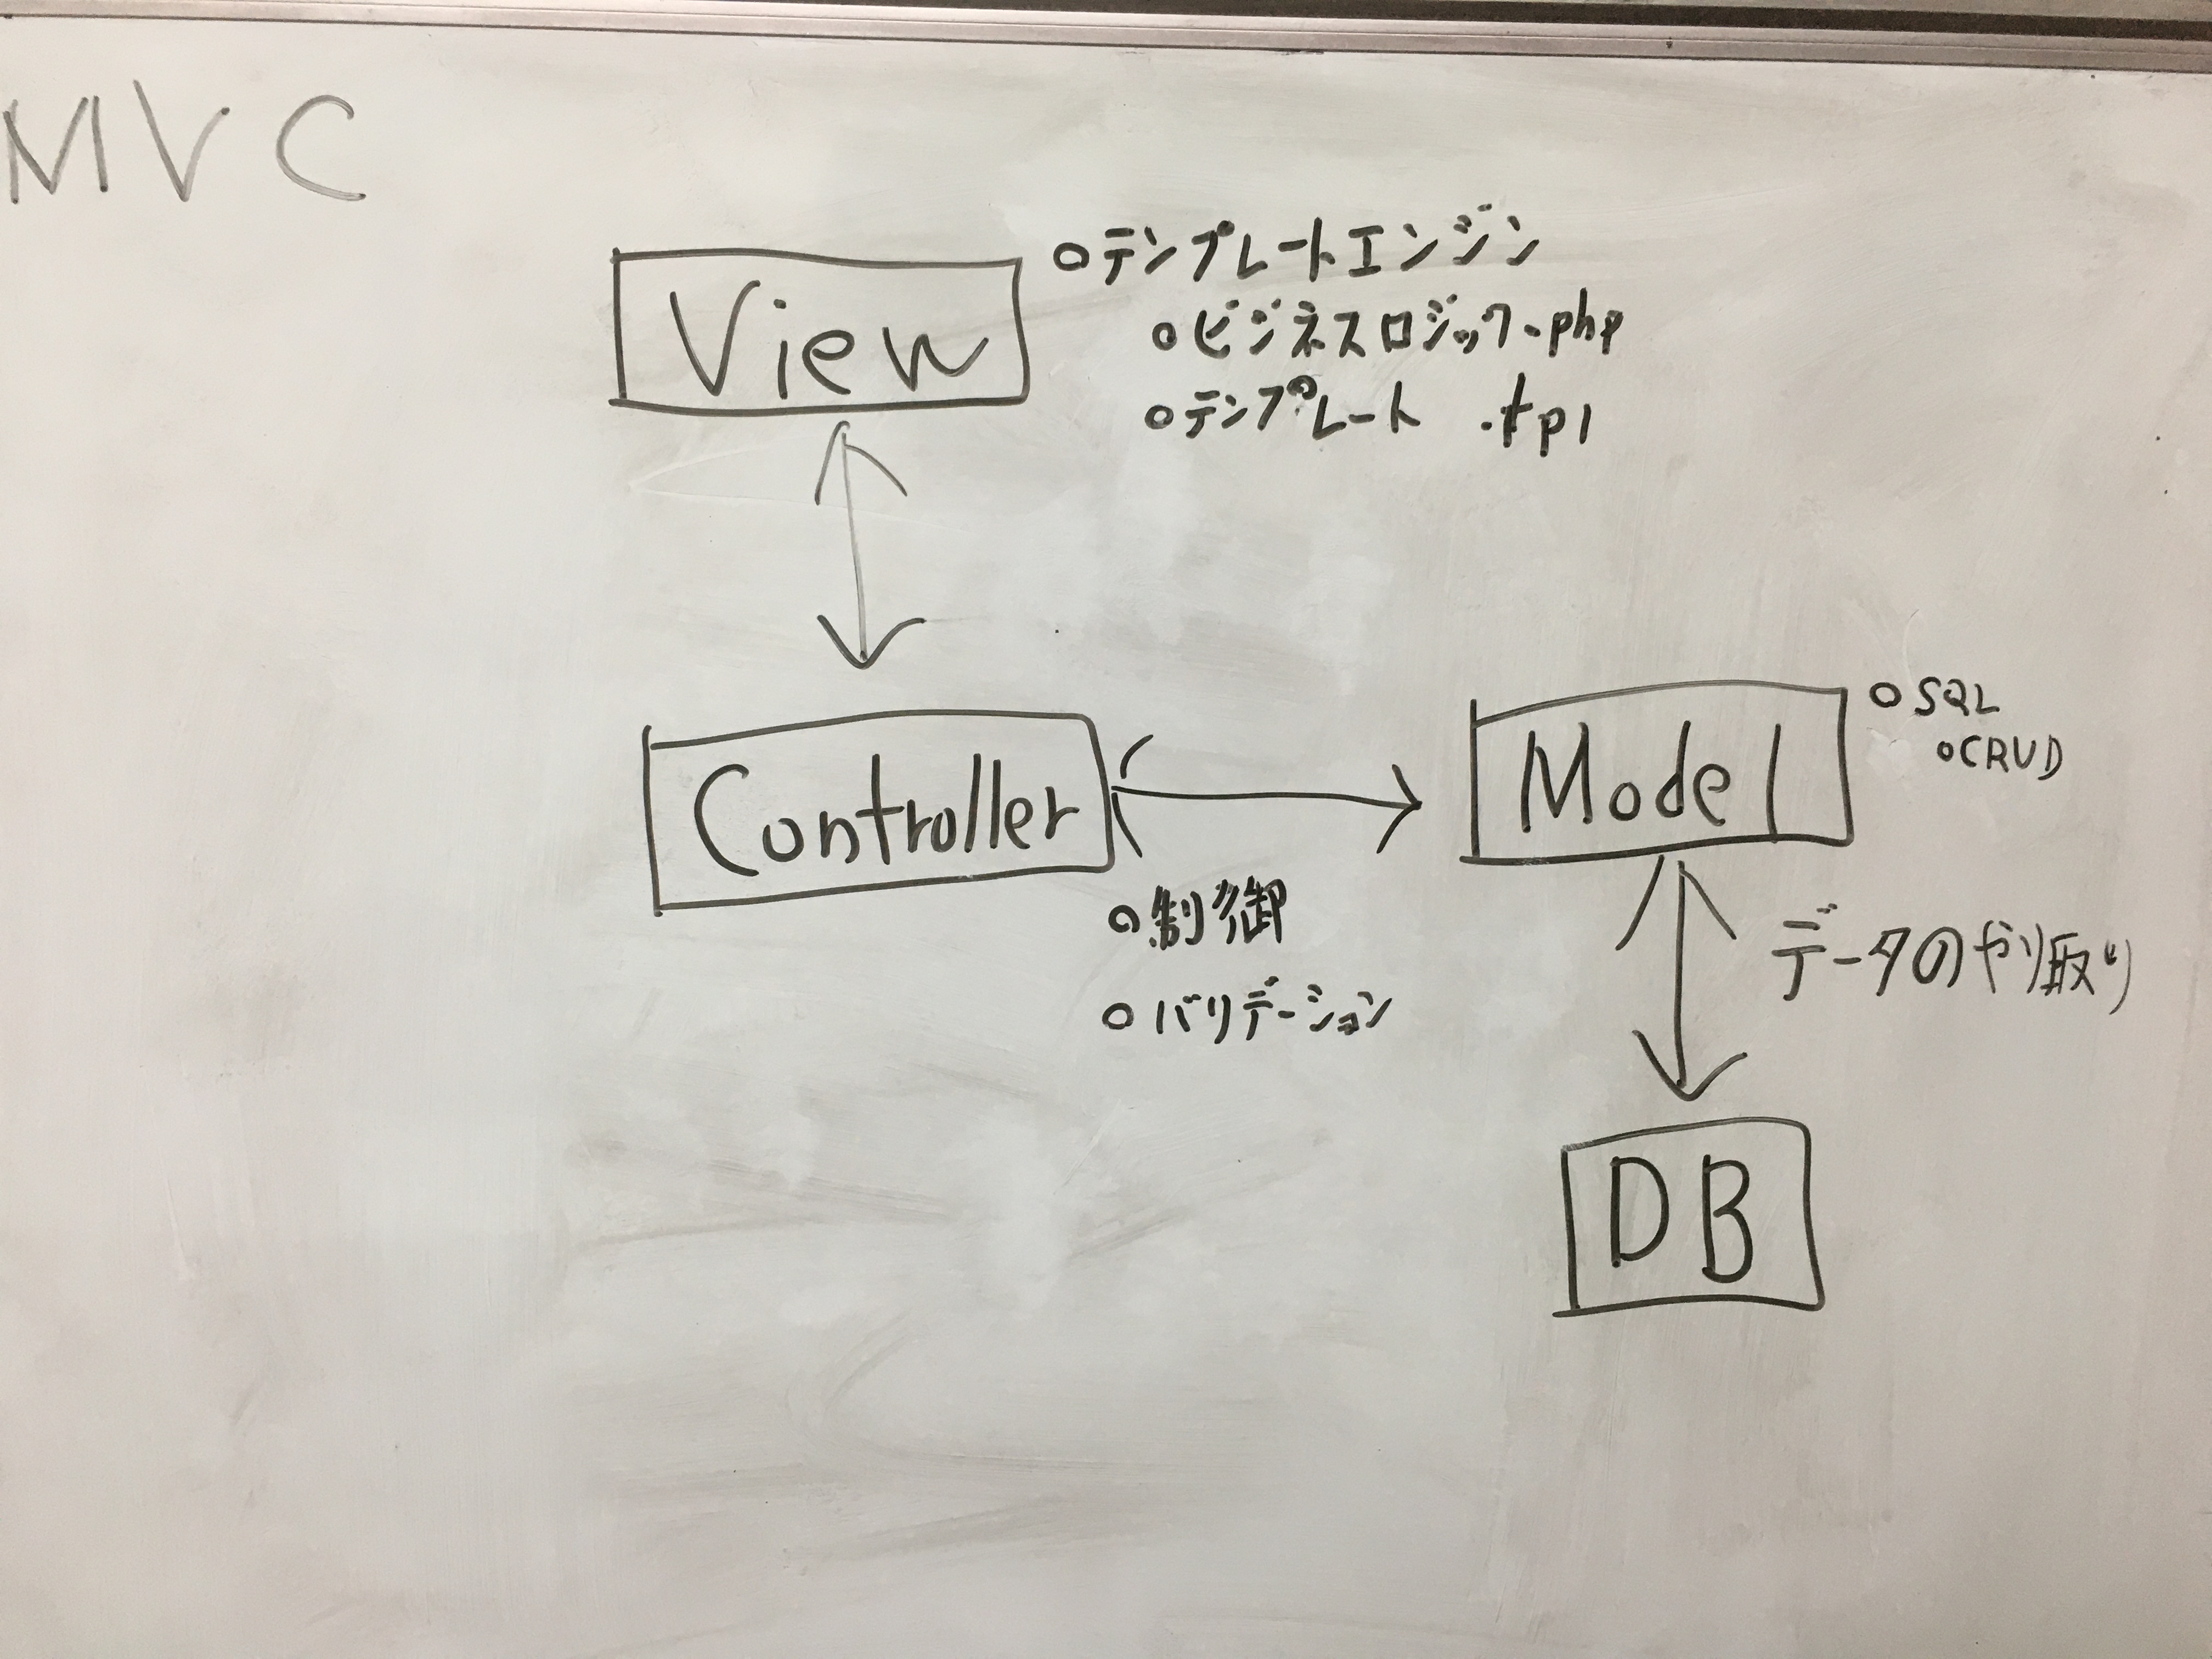 MVC
View
○テンプレートエンジン
○ビジネスロジック.php
○テンプレート .tpl
Controller
○制御
○バリデーション
Model
○SQL
○CRUD
データのやり取り
DB